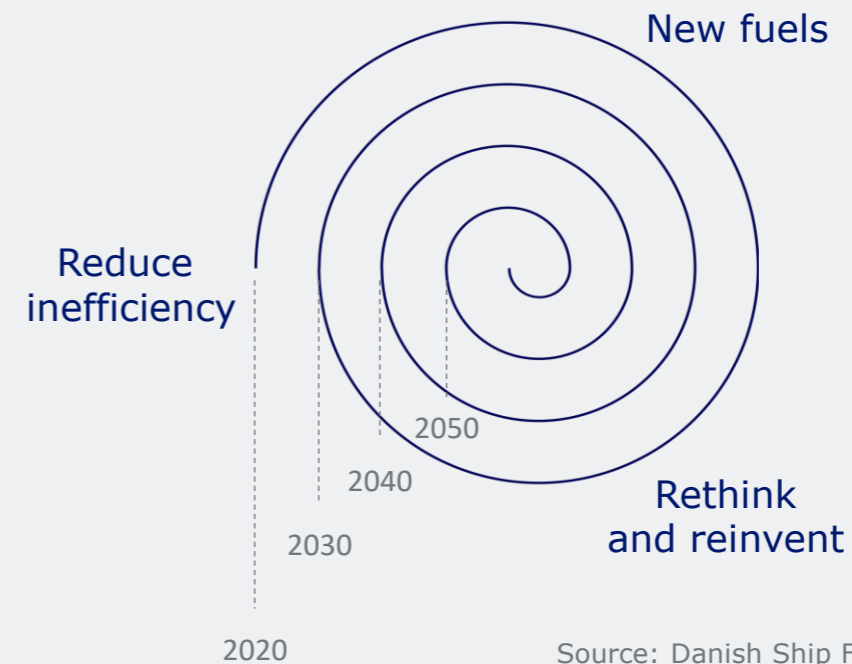 New fuels
Reduce
inefficiency
2050
2040
Rethink
and reinvent
2030
2020
Source: Danish Ship